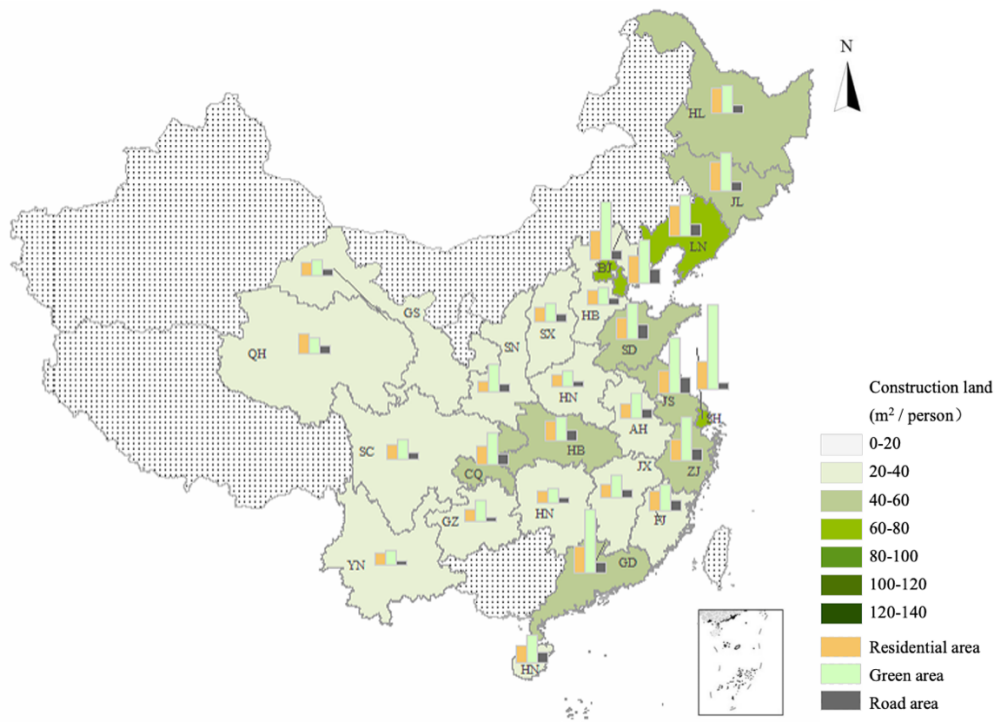 N
HL
JL
LN
BJ
GS
HB
SX
QH
SN
SD
HN
JS
AH
SC
HB
CQ
JX
ZJ
GZ
HN
FJ
YN
GD
HN
Construction land
(m² / person）
0-20
20-40
40-60
60-80
80-100
100-120
120-140
Residential area
Green area
Road area